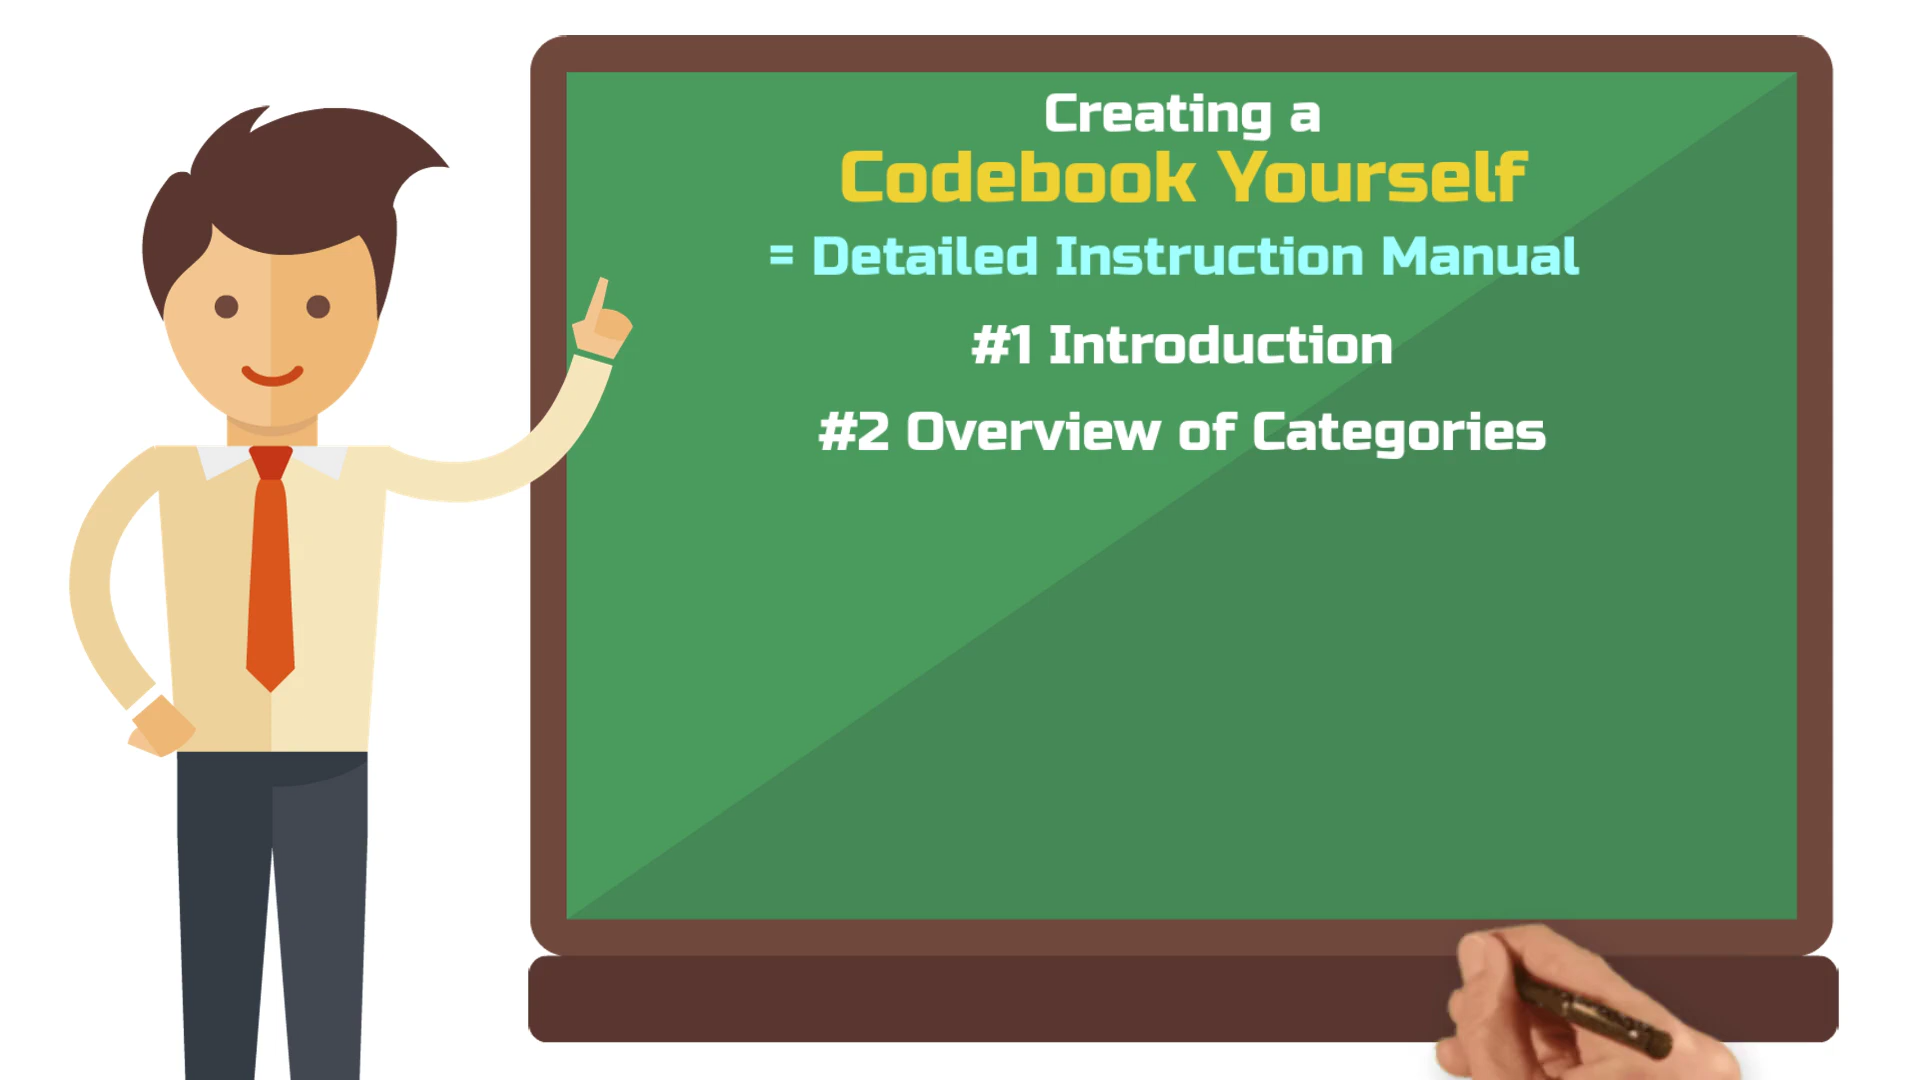 Creating a
Codebook Yourself
= Detailed Instruction Manual
#1 Introduction
#2 Overview of Categories